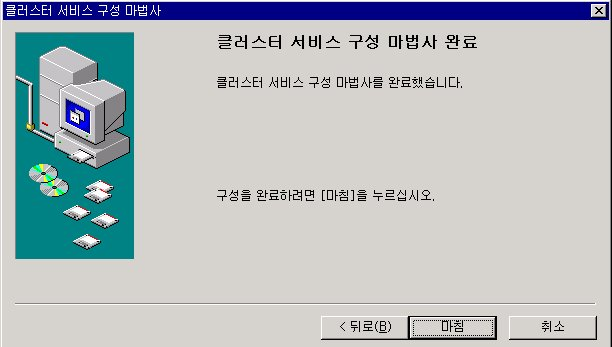 클러스터 서비스 구성 마법사
클러스터 서비스 구성 마법사 완료
클러스터 서비스 구성 마법사를 완료했습니다.
구성을 완료하려면 [마침]을 누르십시오.
< 뒤로(B) 마침 취소